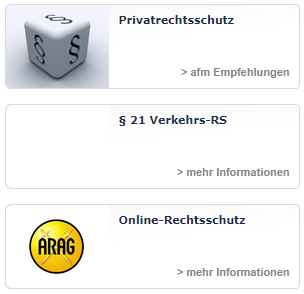 § § §
Privatrechtsschutz
> afm Empfehlungen
§ 21 Verkehrs-RS
> mehr Informationen
ARAG
Online-Rechtsschutz
> mehr Informationen